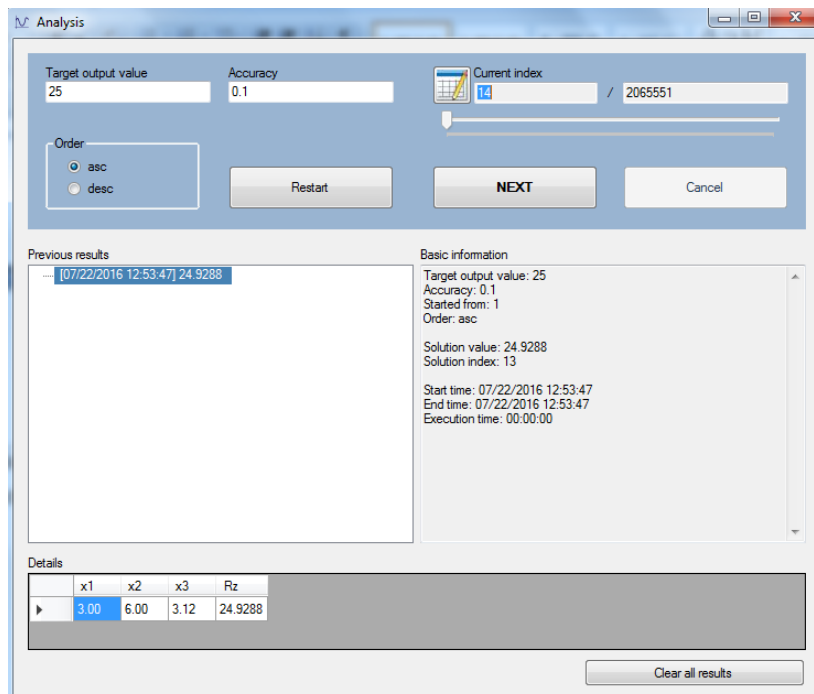 Analysis
Target output value
Accuracy
Current index
25
0.1
14 / 2065551
Order
asc
desc
Restart
NEXT
Cancel
Previous results
Basic information
[07/22/2016 12:53:47] 24.9288
Target output value: 25
Accuracy: 0.1
Started from: 1
Order: asc
Solution value: 24.9288
Solution index: 13
Start time: 07/22/2016 12:53:47
End time: 07/22/2016 12:53:47
Execution time: 00:00:00
Details
x1 x2 x3 Rz
3.00 6.00 3.12 24.9288
Clear all results